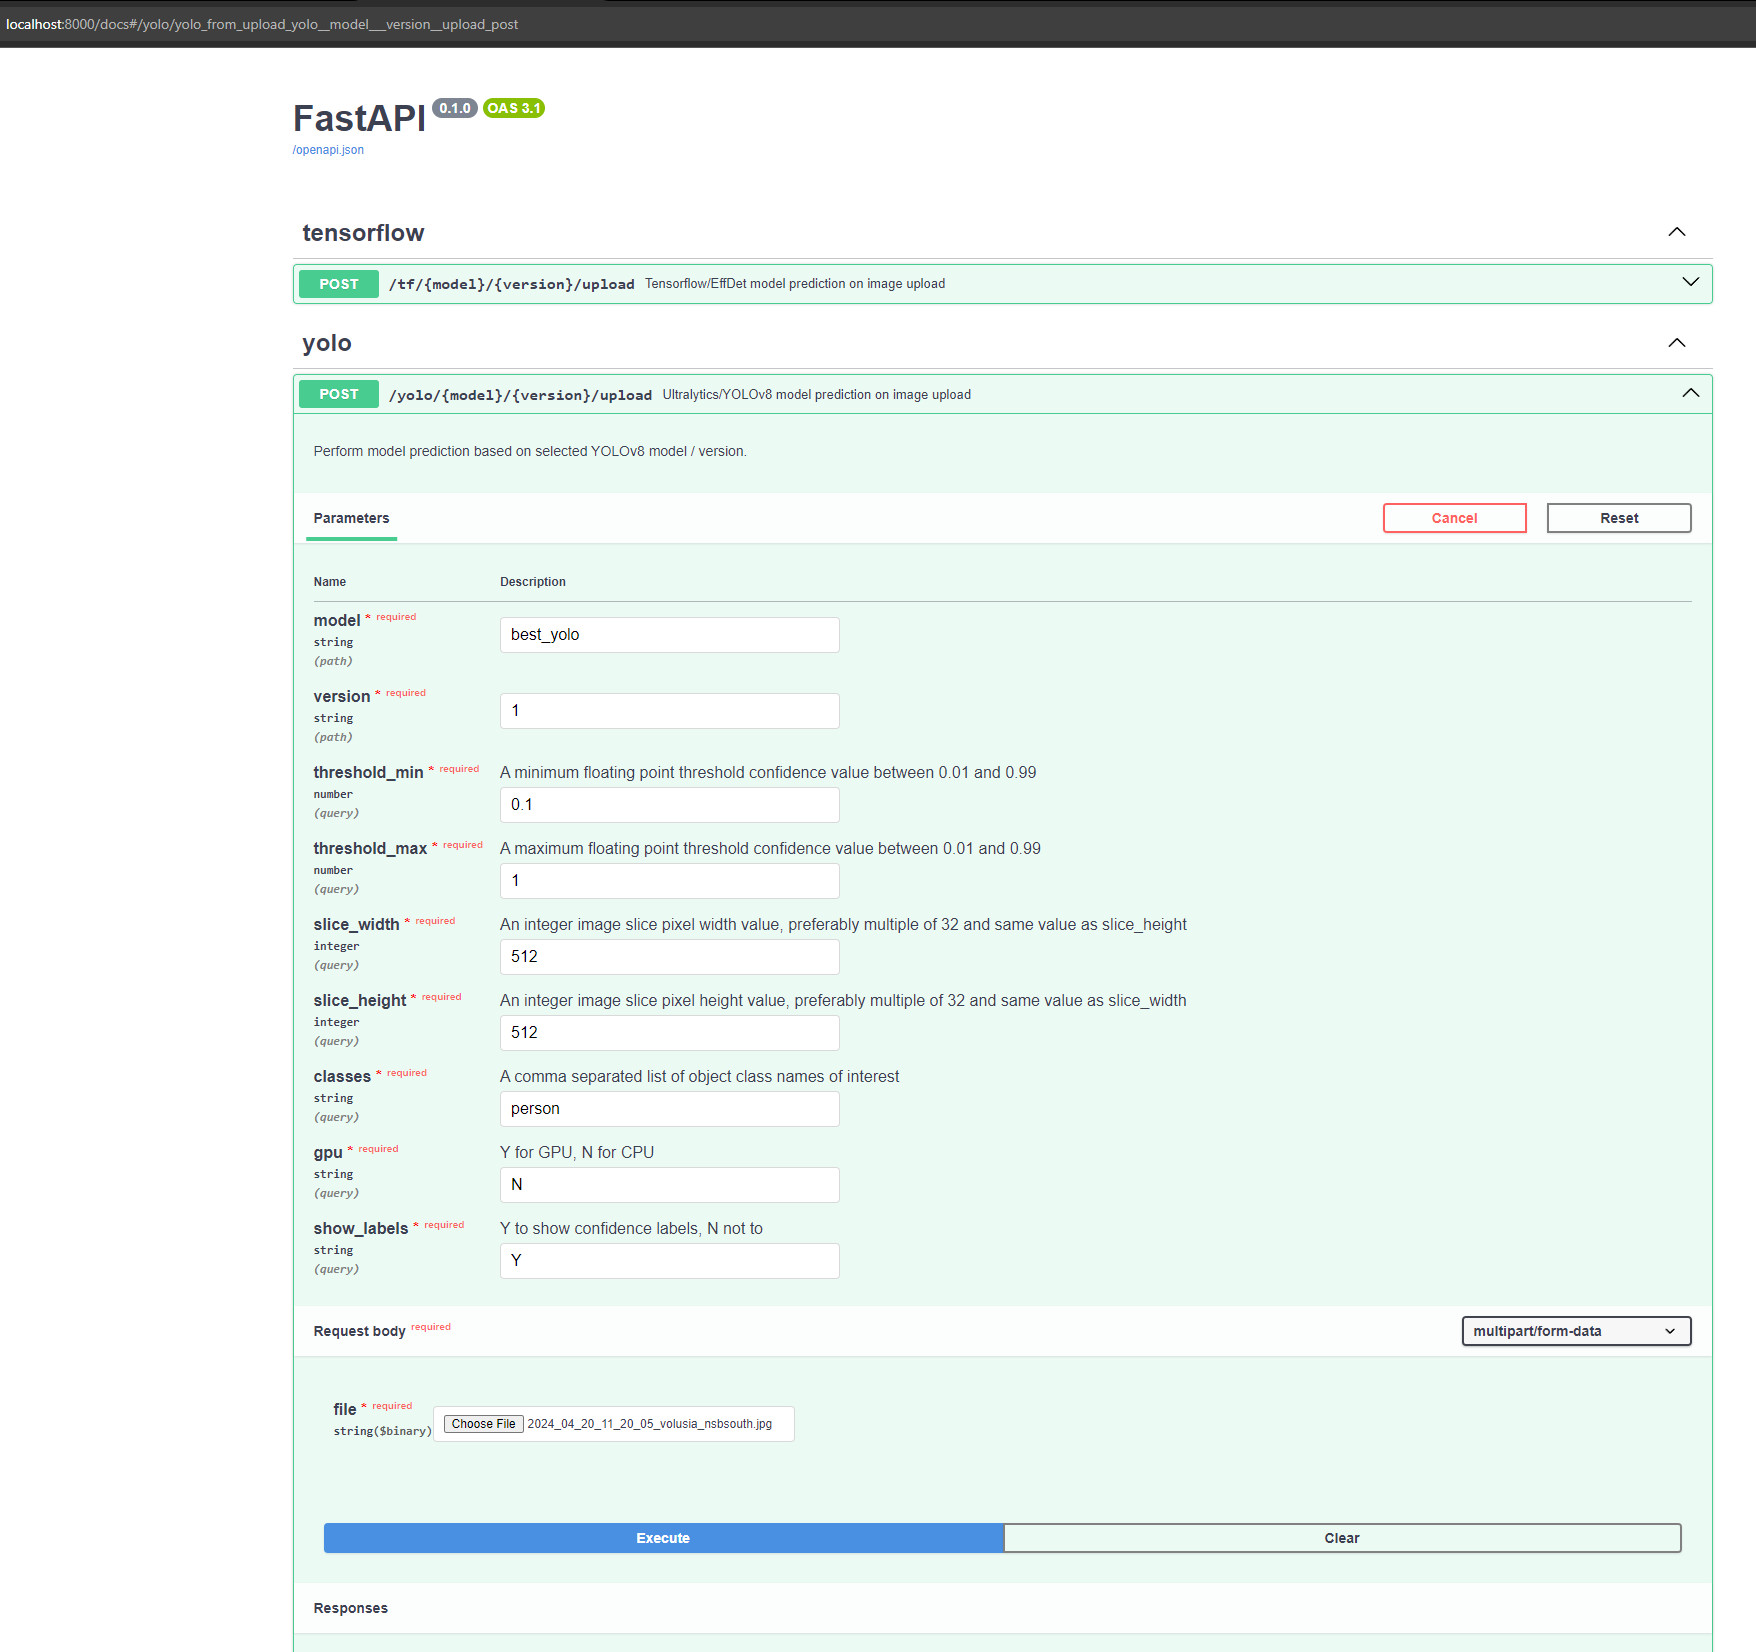 localhost:8000/docs#/yolo/yolo_from_upload_yolo__model___version__upload_post
FastAPI 0.1.0 OAS 3.1
/openapi.json
tensorflow
POST /tf/{model}/{version}/upload Tensorflow/EffDet model prediction on image upload
yolo
POST /yolo/{model}/{version}/upload Ultralytics/YOLOv8 model prediction on image upload
Perform model prediction based on selected YOLOv8 model / version.
Parameters Cancel Reset
Name Description
model * required
string
(path)
best_yolo
version * required
string
(path)
1
threshold_min * required
number
(query)
A minimum floating point threshold confidence value between 0.01 and 0.99
0.1
threshold_max * required
number
(query)
A maximum floating point threshold confidence value between 0.01 and 0.99
1
slice_width * required
integer
(query)
An integer image slice pixel width value, preferably multiple of 32 and same value as slice_height
512
slice_height * required
integer
(query)
An integer image slice pixel height value, preferably multiple of 32 and same value as slice_width
512
classes * required
string
(query)
A comma separated list of object class names of interest
person
gpu * required
string
(query)
Y for GPU, N for CPU
N
show_labels * required
string
(query)
Y to show confidence labels, N not to
Y
Request body required multipart/form-data
file * required
string($binary)
Choose File 2024_04_20_11_20_05_volusia_nsbsouth.jpg
Execute Clear
Responses